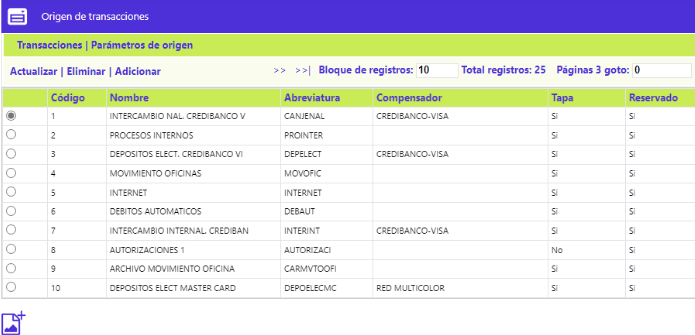 Origen de transacciones
Transacciones | Parámetros de origen
Actualizar | Eliminar | Adicionar >> >>| Bloque de registros: 10 Total registros: 25 Páginas 3 goto: 0
Código Nombre Abreviatura Compensador Tapa Reservado
1 INTERCAMBIO NAL. CREDIBANCO V CANJENAL CREDIBANCO-VISA Si Si
2 PROCESOS INTERNOS PROINTER Si Si
3 DEPOSITOS ELECT. CREDIBANCO VI DEPELECT CREDIBANCO-VISA Si Si
4 MOVIMIENTO OFICINAS MOVOFIC Si Si
5 INTERNET INTERNET Si Si
6 DEBITOS AUTOMATICOS DEBAUT Si Si
7 INTERCAMBIO INTERNAL. CREDIBAN INTERINT CREDIBANCO-VISA Si Si
8 AUTORIZACIONES 1 AUTORIZACI No Si
9 ARCHIVO MOVIMIENTO OFICINA CARMVTOOFI Si Si
10 DEPOSITOS ELECT MASTER CARD DEPOELECMC RED MULTICOLOR Si Si